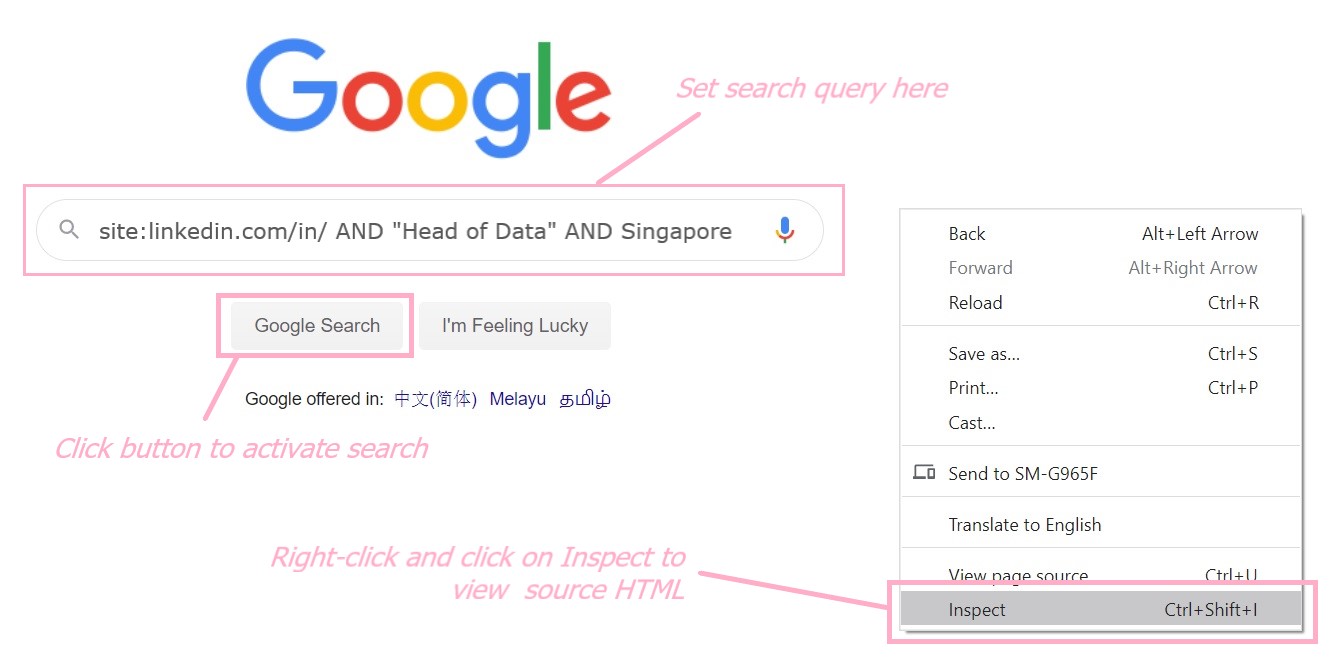 Google
Set search query here
site:linkedin.com/in/ AND "Head of Data" AND Singapore
Google Search
I'm Feeling Lucky
Google offered in: 中文(简体) Melayu தமிழ்
Click button to activate search
Right-click and click on Inspect to
view source HTML
Back Alt+Left Arrow
Forward Alt+Right Arrow
Reload Ctrl+R
Save as... Ctrl+S
Print... Ctrl+P
Cast...
Send to SM-G965F
Translate to English
View page source Ctrl+U
Inspect Ctrl+Shift+I